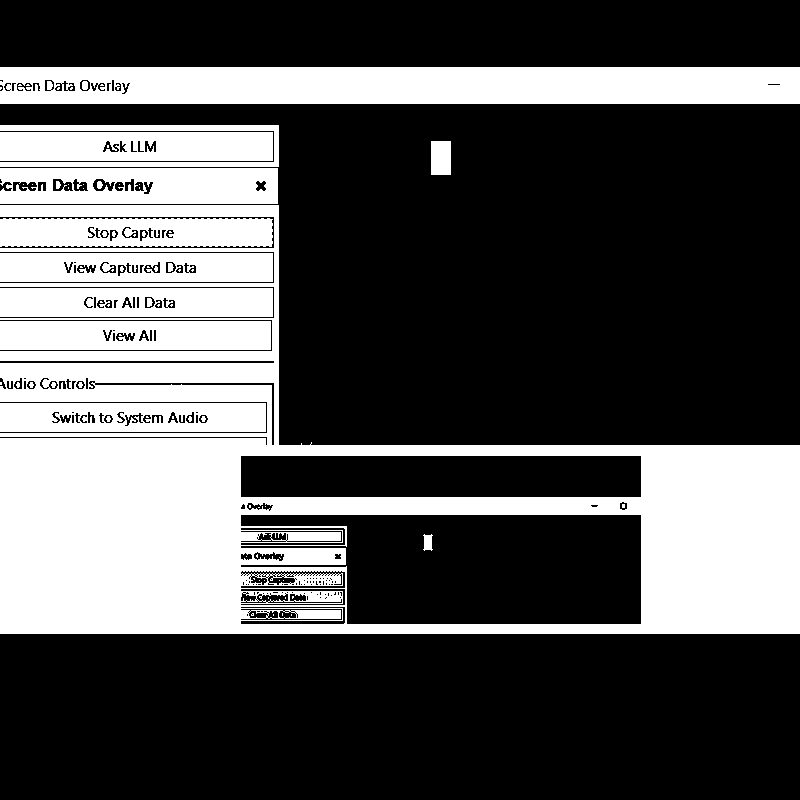 Screen Data Overlay
Ask LLM
Screen Data Overlay
Stop Capture
View Captured Data
Clear All Data
View All
Audio Controls
Switch to System Audio
a Overlay
Ask LLM
ata Overlay
Stop Capture
View Captured Data
Clear All Data